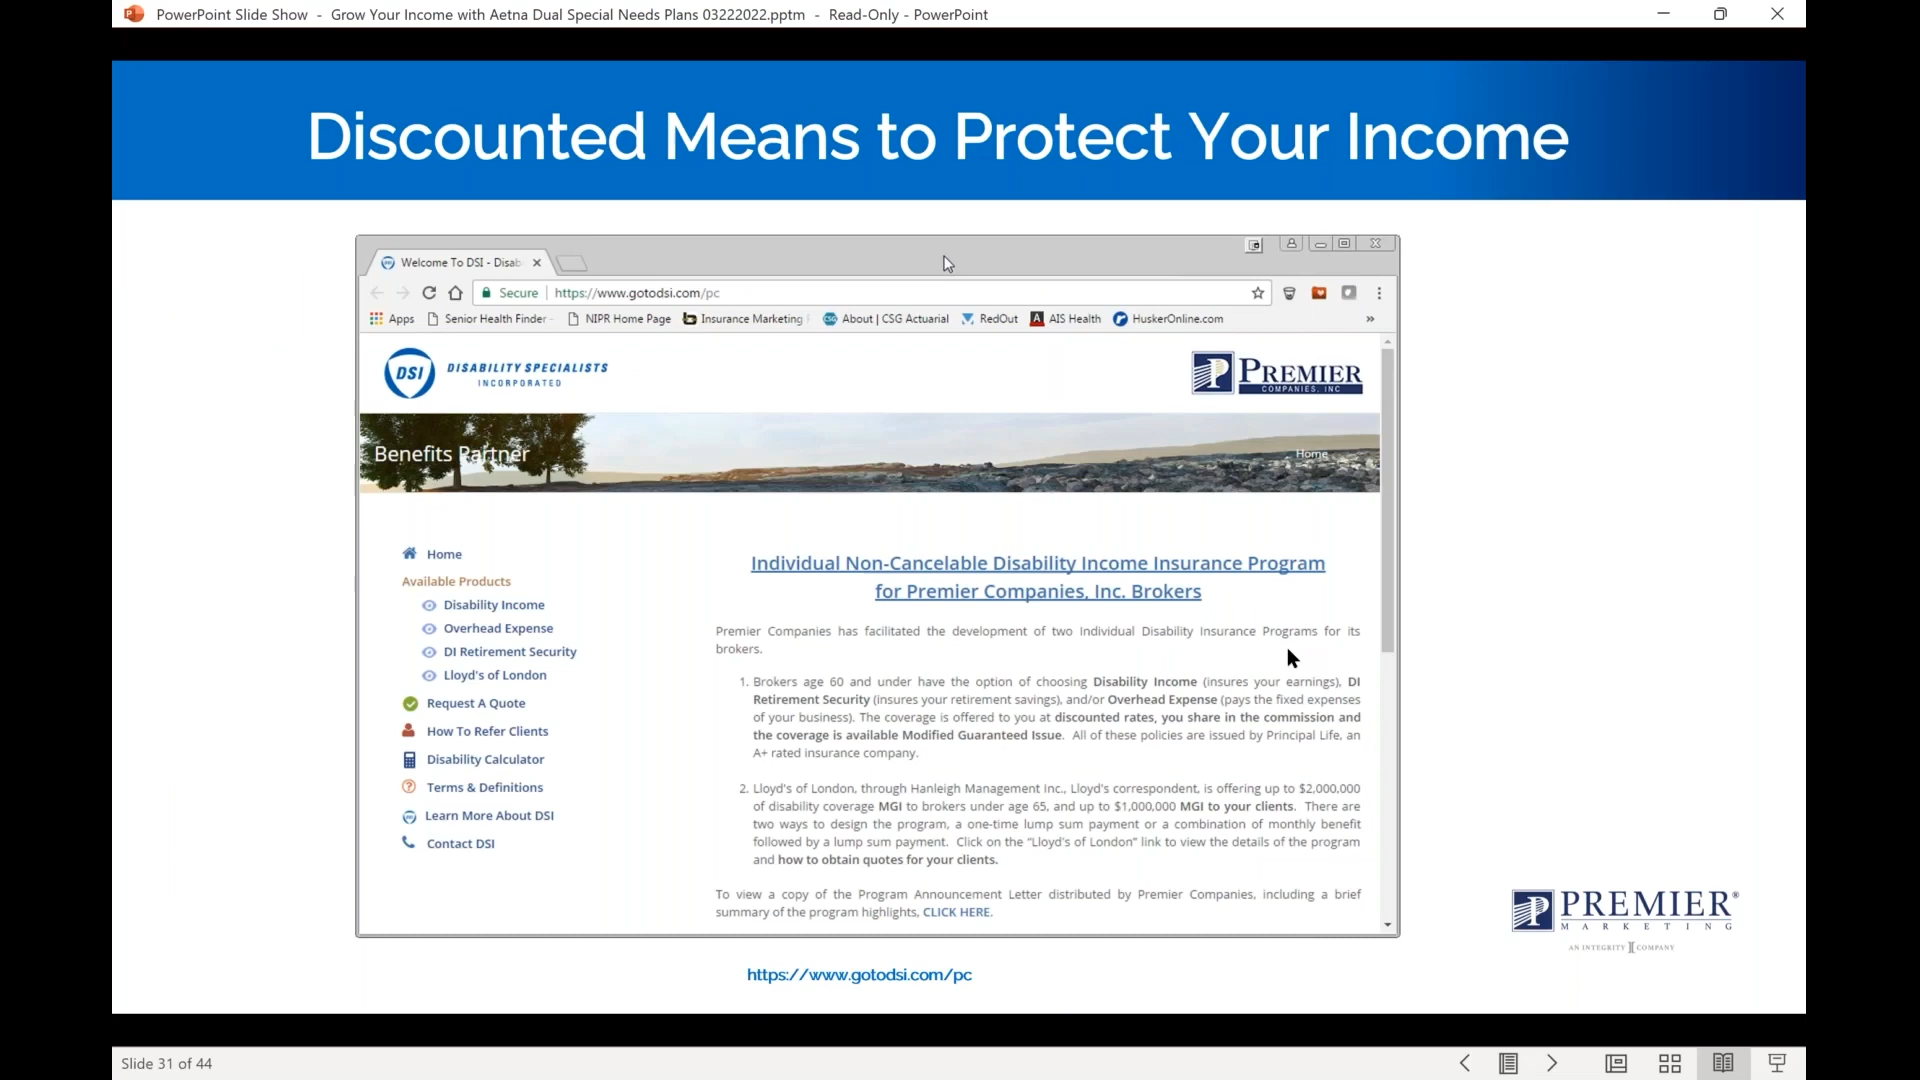 PowerPoint Slide Show - Grow Your Income with Aetna Dual Special Needs Plans 03222022.pptm - Read-Only - PowerPoint
Discounted Means to Protect Your Income
Welcome To DSI - Disab
Secure https://www.gotodsi.com/pc
Apps Senior Health Finder - NIPR Home Page Insurance Marketing About | CSG Actuarial RedOut AIS Health HuskerOnline.com »
DSI DISABILITY SPECIALISTS
INCORPORATED
PREMIER
COMPANIES, INC
Benefits Partner
Home
Home
Available Products
Disability Income
Overhead Expense
DI Retirement Security
Lloyd's of London
Request A Quote
How To Refer Clients
Disability Calculator
Terms & Definitions
Learn More About DSI
Contact DSI
Individual Non-Cancelable Disability Income Insurance Program
for Premier Companies, Inc. Brokers
Premier Companies has facilitated the development of two Individual Disability Insurance Programs for its
brokers.
1. Brokers age 60 and under have the option of choosing Disability Income (insures your earnings), DI
Retirement Security (insures your retirement savings), and/or Overhead Expense (pays the fixed expenses
of your business). The coverage is offered to you at discounted rates, you share in the commission and
the coverage is available Modified Guaranteed Issue. All of these policies are issued by Principal Life, an
A+ rated insurance company.
2. Lloyd's of London, through Hanleigh Management Inc., Lloyd's correspondent, is offering up to $2,000,000
of disability coverage MGI to brokers under age 65, and up to $1,000,000 MGI to your clients. There are
two ways to design the program, a one-time lump sum payment or a combination of monthly benefit
followed by a lump sum payment. Click on the "Lloyd's of London" link to view the details of the program
and how to obtain quotes for your clients.
To view a copy of the Program Announcement Letter distributed by Premier Companies, including a brief
summary of the program highlights, CLICK HERE.
PREMIER®
MARKETING
AN INTEGRITY COMPANY
https://www.gotodsi.com/pc
Slide 31 of 44